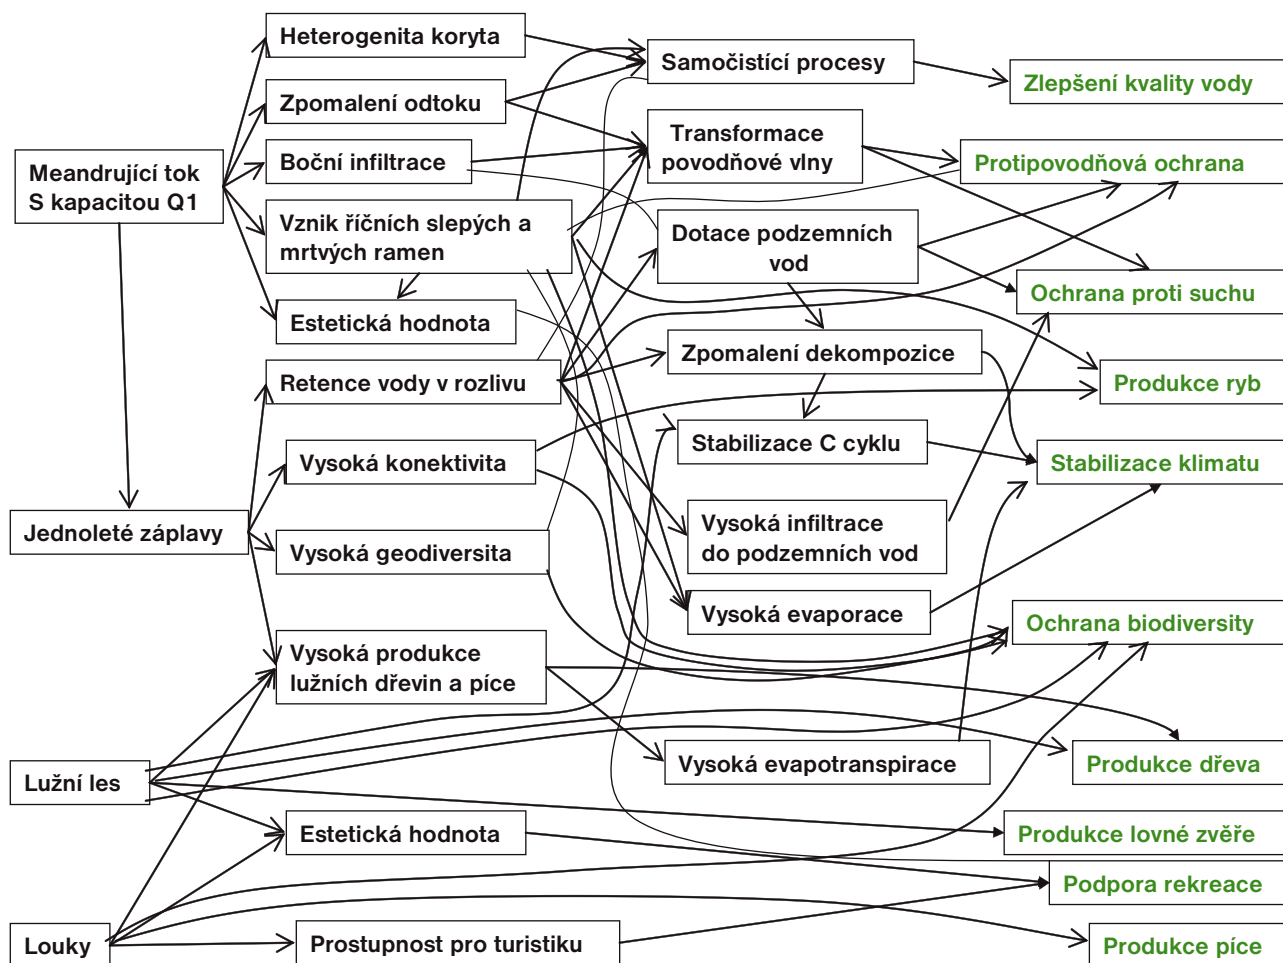 Meandrující tok
S kapacitou Q1
Jednoleté záplavy
Lužní les
Louky
Heterogenita koryta
Zpomalení odtoku
Boční infiltrace
Vznik říčních slepých a
mrtvých ramen
Estetická hodnota
Retence vody v rozlivu
Vysoká konektivita
Vysoká geodiversita
Vysoká produkce
lužních dřevin a píce
Estetická hodnota
Prostupnost pro turistiku
Samočistící procesy
Transformace
povodňové vlny
Dotace podzemních
vod
Zpomalení dekompozice
Stabilizace C cyklu
Vysoká infiltrace
do podzemních vod
Vysoká evaporace
Vysoká evapotranspirace
Zlepšení kvality vody
Protipovodňová ochrana
Ochrana proti suchu
Produkce ryb
Stabilizace klimatu
Ochrana biodiversity
Produkce dřeva
Produkce lovné zvěře
Podpora rekreace
Produkce píce